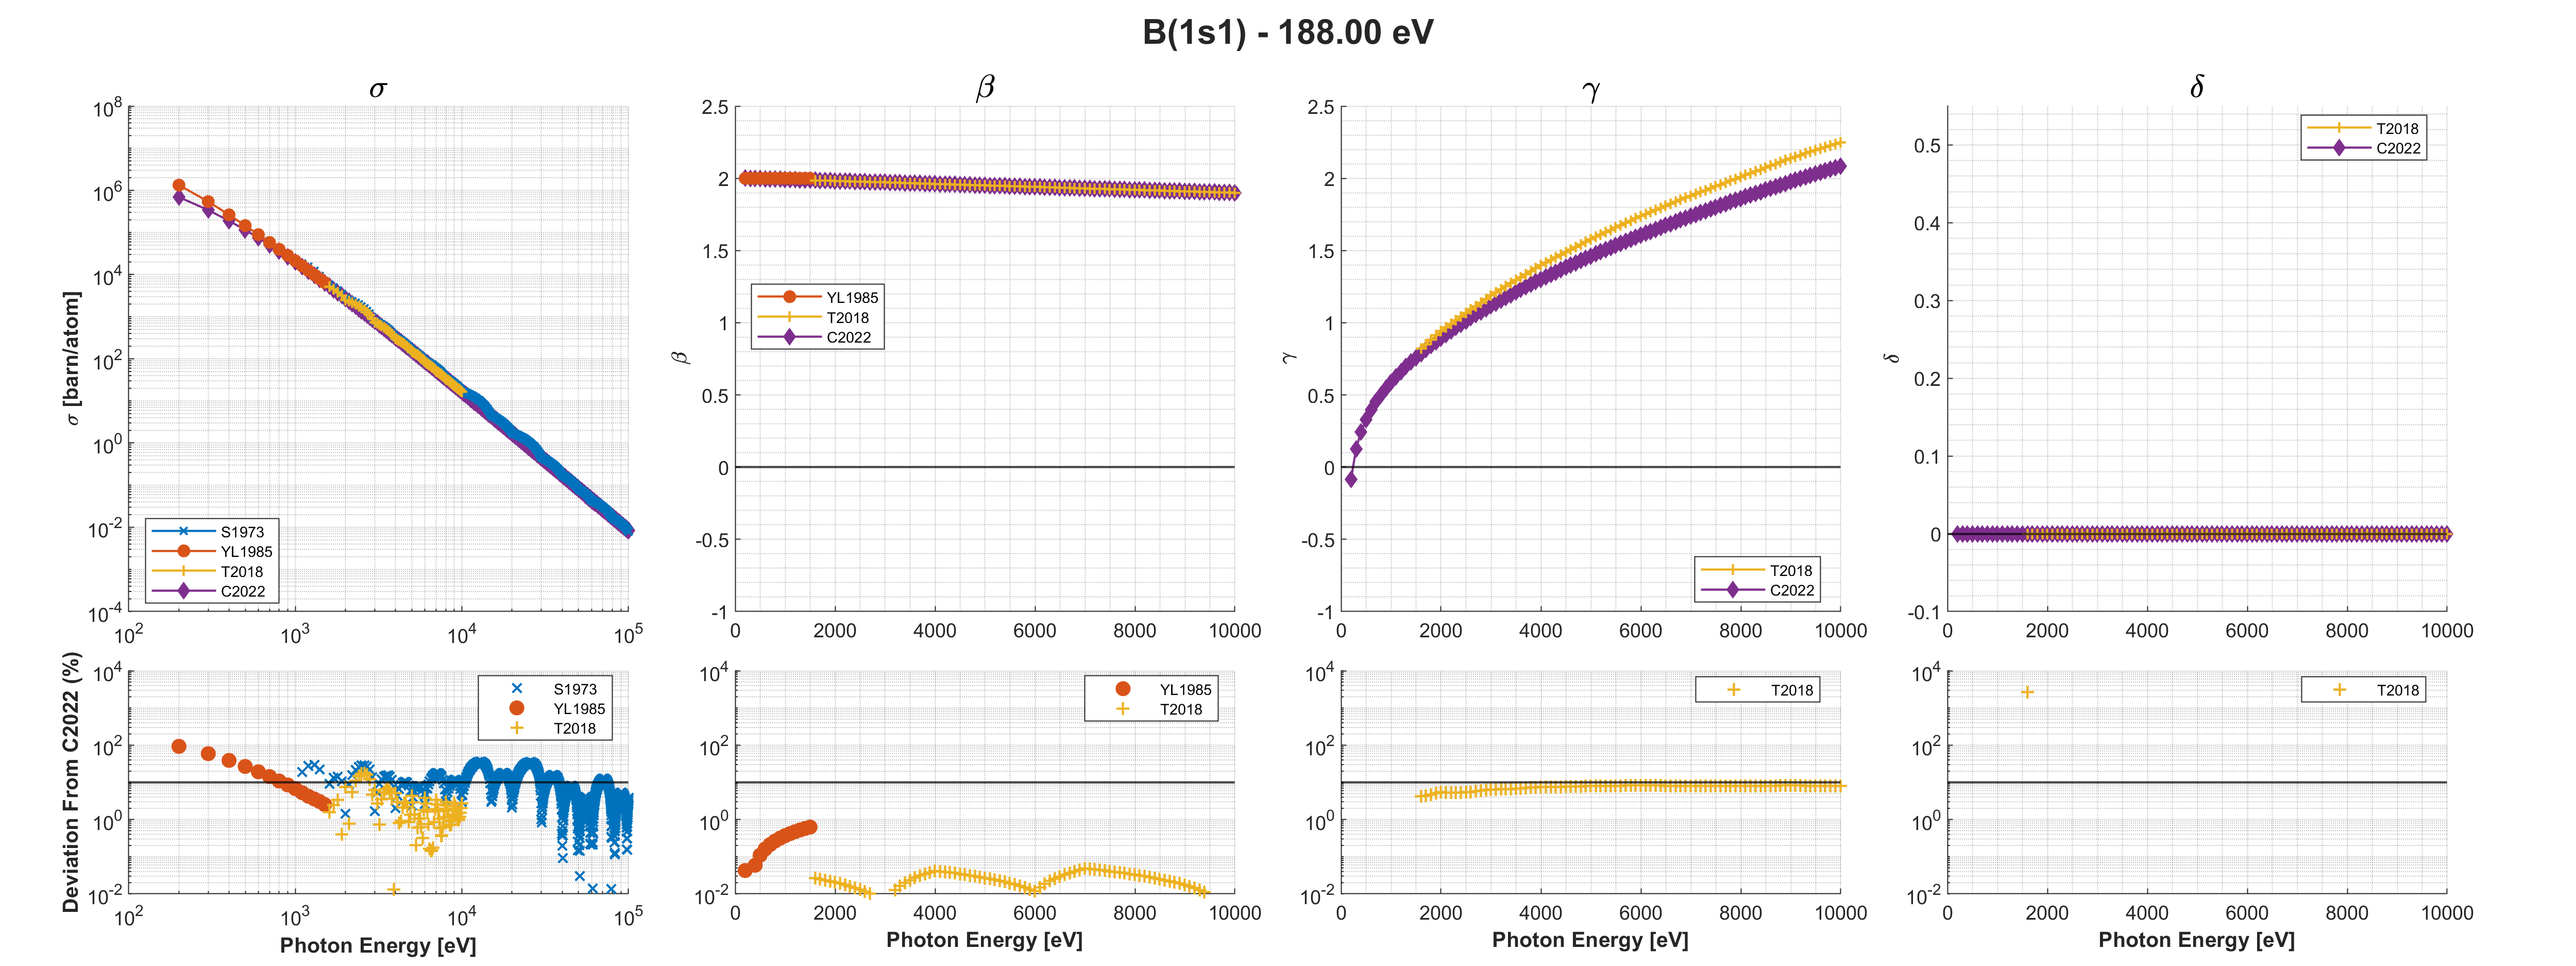 B(1s1) - 188.00 eV
σ
10^8
10^6
10^4
10^2
10^0
10^-2
10^-4
σ [barn/atom]
S1973
YL1985
T2018
C2022
10^2 10^3 10^4 10^5
β
2.5
2
1.5
1
0.5
0
-0.5
-1
β
YL1985
T2018
C2022
0 2000 4000 6000 8000 10000
γ
2.5
2
1.5
1
0.5
0
-0.5
-1
γ
T2018
C2022
0 2000 4000 6000 8000 10000
δ
0.5
0.4
0.3
0.2
0.1
0
-0.1
δ
T2018
C2022
0 2000 4000 6000 8000 10000
Deviation From C2022 (%)
10^4
10^2
10^0
10^-2
S1973
YL1985
T2018
10^2 10^3 10^4 10^5
Photon Energy [eV]
10^4
10^2
10^0
10^-2
YL1985
T2018
0 2000 4000 6000 8000 10000
Photon Energy [eV]
10^4
10^2
10^0
10^-2
T2018
0 2000 4000 6000 8000 10000
Photon Energy [eV]
10^4
10^2
10^0
10^-2
T2018
0 2000 4000 6000 8000 10000
Photon Energy [eV]